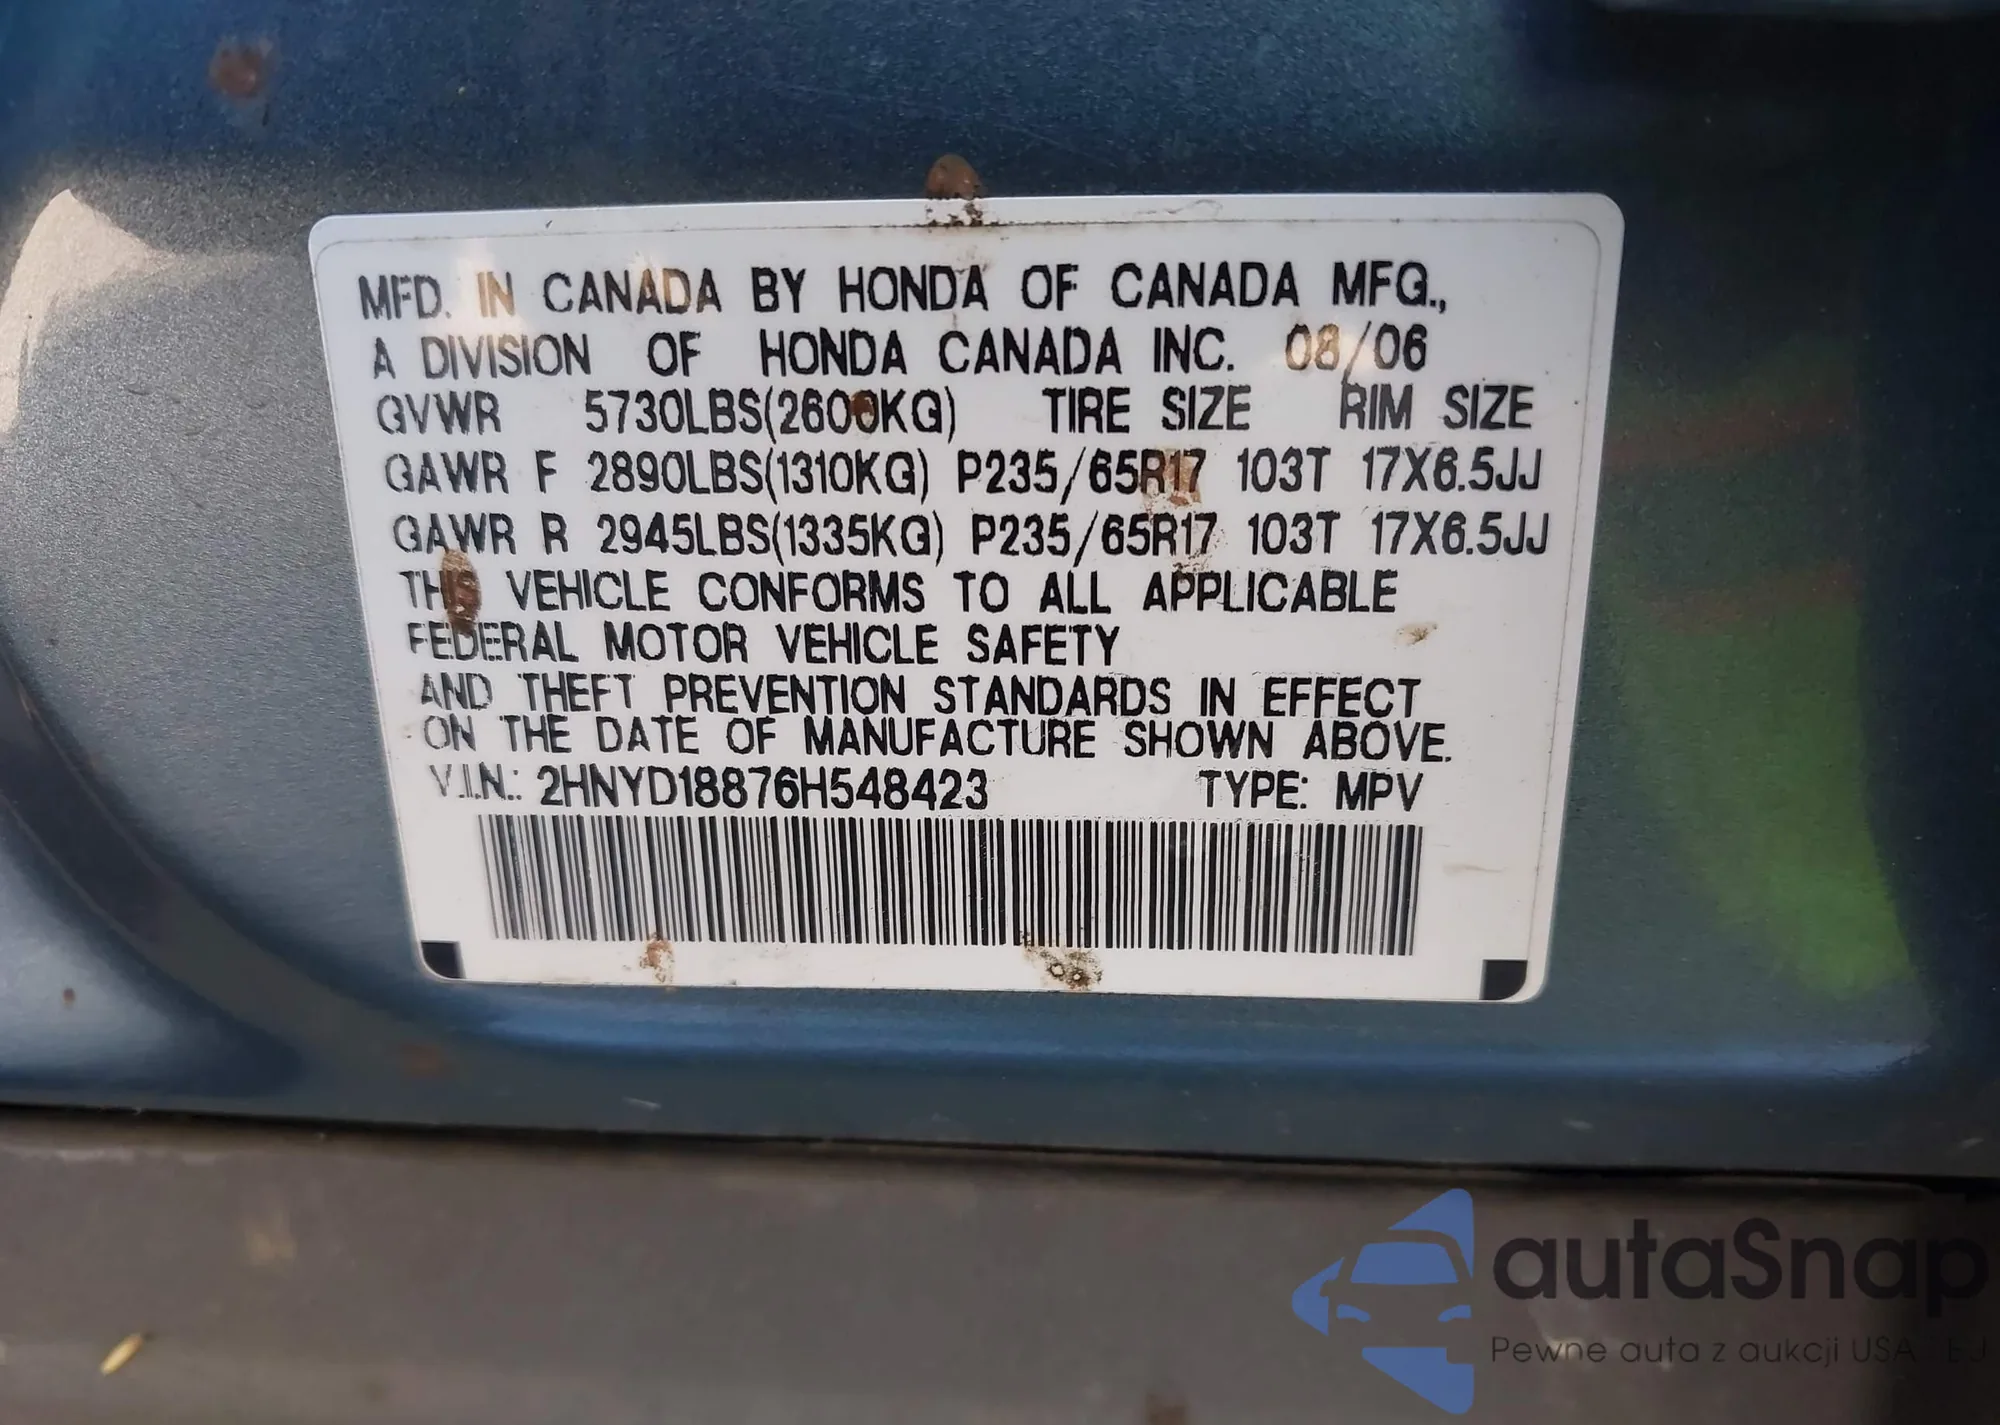 MFD. IN CANADA BY HONDA OF CANADA MFG.,
A DIVISION OF HONDA CANADA INC. 08/06
GVWR 5730LBS(2600KG) TIRE SIZE RIM SIZE
GAWR F 2890LBS(1310KG) P235/65R17 103T 17X6.5JJ
GAWR R 2945LBS(1335KG) P235/65R17 103T 17X6.5JJ
THIS VEHICLE CONFORMS TO ALL APPLICABLE
FEDERAL MOTOR VEHICLE SAFETY
AND THEFT PREVENTION STANDARDS IN EFFECT
ON THE DATE OF MANUFACTURE SHOWN ABOVE.
V.I.N.: 2HNYD18876H548423 TYPE: MPV
autaSnap
Pewne auta z aukcji USA